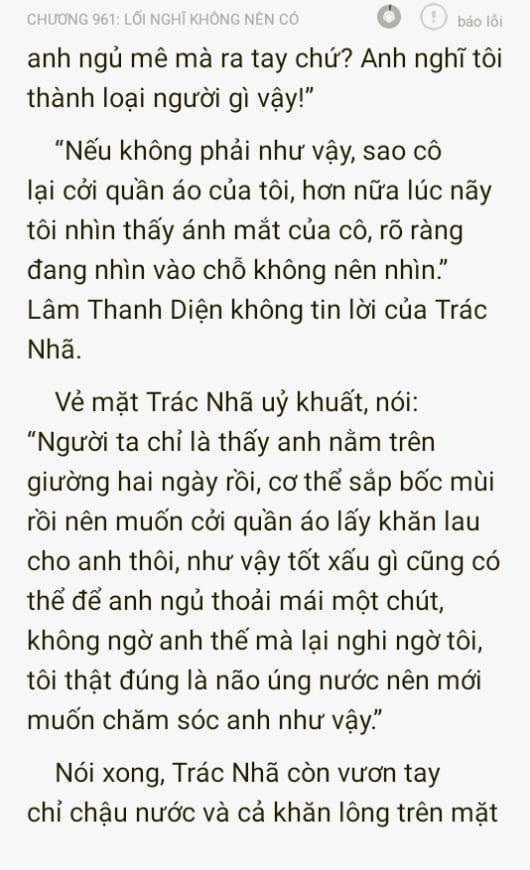 CHƯƠNG 961: LỐI NGHĨ KHÔNG NÊN CÓ
báo lỗi
anh ngủ mê mà ra tay chứ? Anh nghĩ tôi
thành loại người gì vậy!”
“Nếu không phải như vậy, sao cô
lại cởi quần áo của tôi, hơn nữa lúc nãy
tôi nhìn thấy ánh mắt của cô, rõ ràng
đang nhìn vào chỗ không nên nhìn.”
Lâm Thanh Diện không tin lời của Trác
Nhã.
Vẻ mặt Trác Nhã uỷ khuất, nói:
“Người ta chỉ là thấy anh nằm trên
giường hai ngày rồi, cơ thể sắp bốc mùi
rồi nên muốn cởi quần áo lấy khăn lau
cho anh thôi, như vậy tốt xấu gì cũng có
thể để anh ngủ thoải mái một chút,
không ngờ anh thế mà lại nghi ngờ tôi,
tôi thật đúng là não úng nước nên mới
muốn chăm sóc anh như vậy.”
Nói xong, Trác Nhã còn vươn tay
chỉ chậu nước và cả khăn lông trên mặt